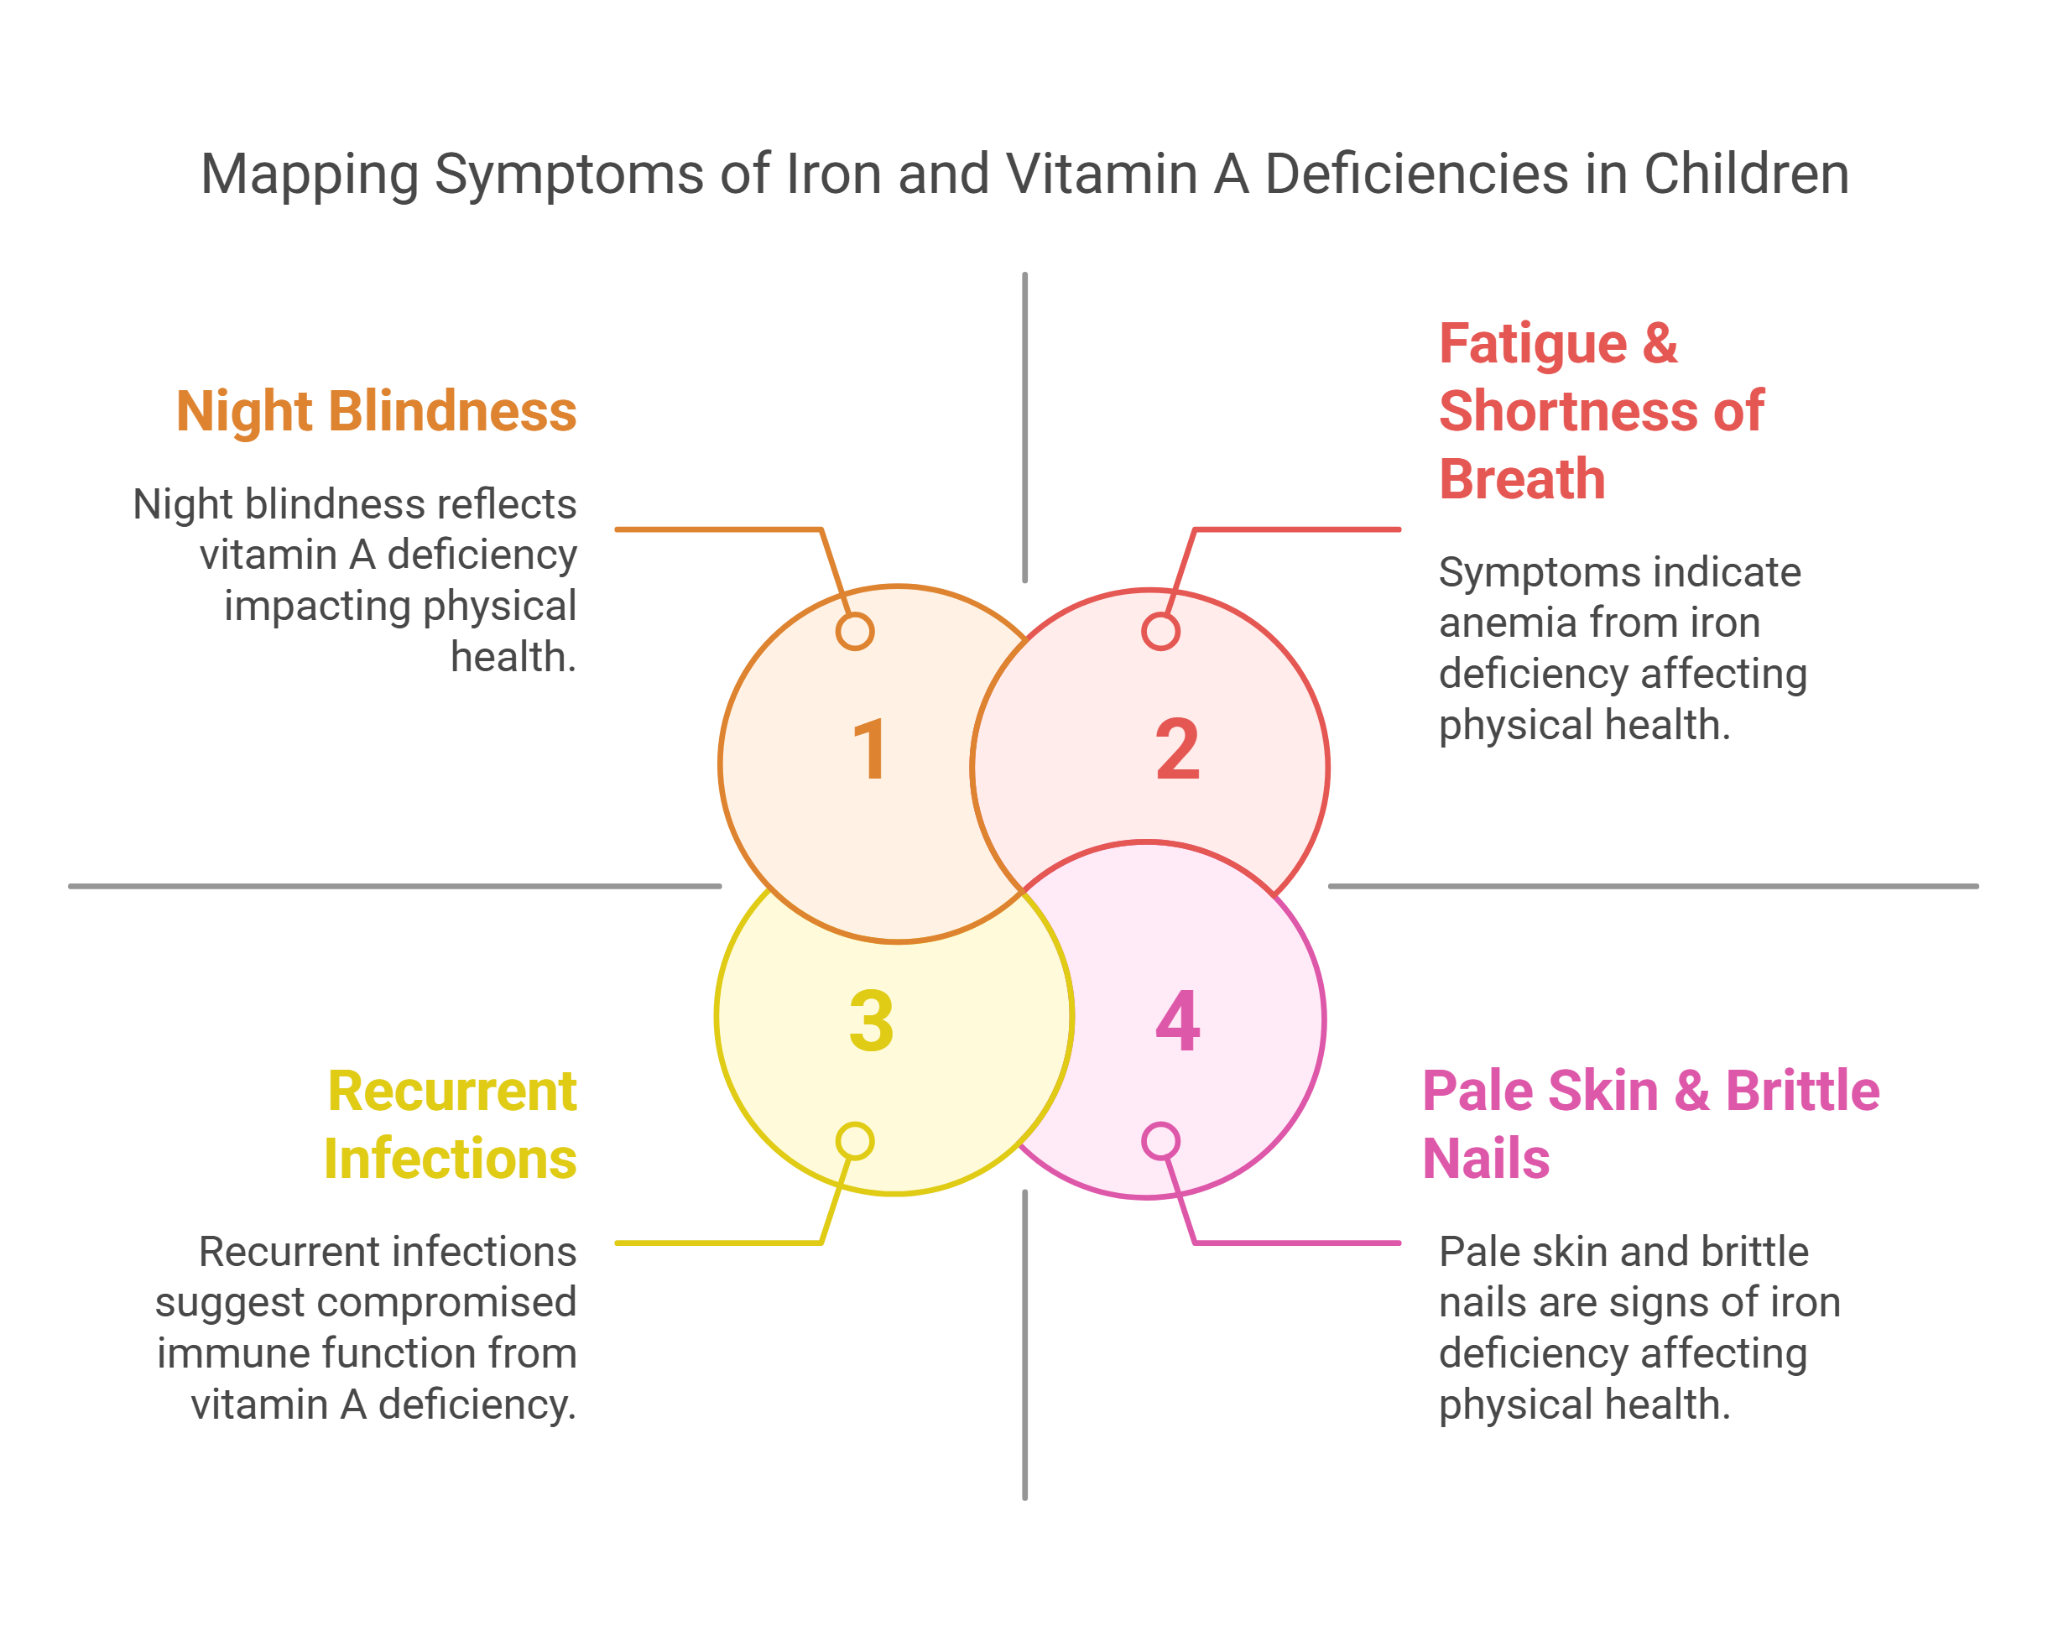 Mapping Symptoms of Iron and Vitamin A Deficiencies in Children
Night Blindness
Night blindness reflects
vitamin A deficiency
impacting physical
health.
1
Fatigue &
Shortness of
Breath
Symptoms indicate
anemia from iron
deficiency affecting
physical health.
2
Recurrent
Infections
Recurrent infections
suggest compromised
immune function from
vitamin A deficiency.
3
Pale Skin & Brittle
Nails
Pale skin and brittle
nails are signs of iron
deficiency affecting
physical health.
4